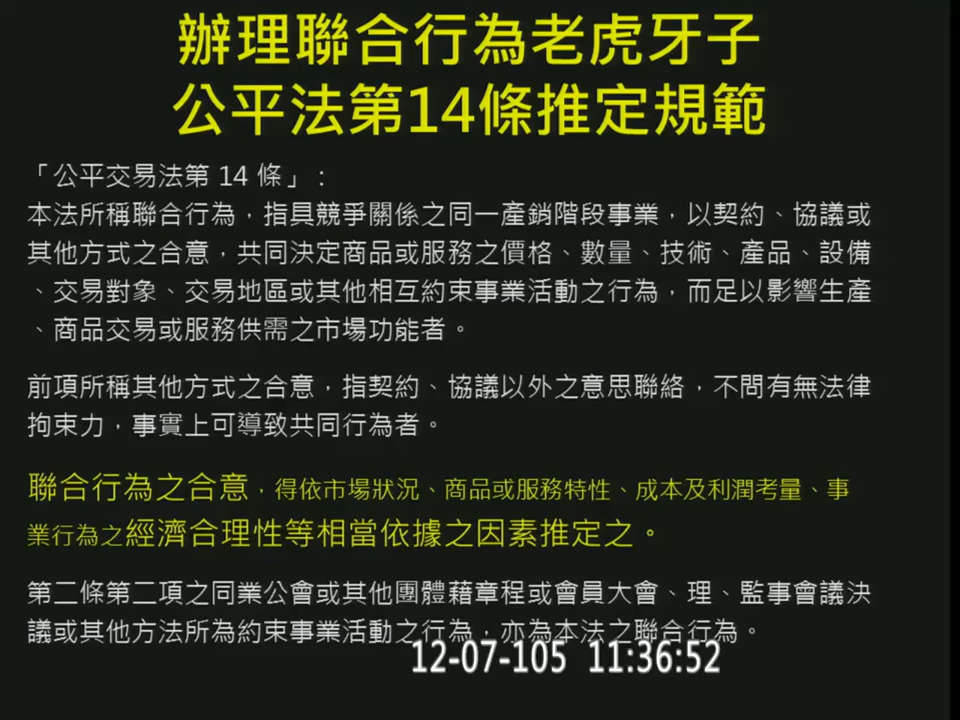 辦理聯合行為老虎牙子
公平法第14條推定規範
「公平交易法第 14 條」：
本法所稱聯合行為，指具競爭關係之同一產銷階段事業，以契約、協議或
其他方式之合意，共同決定商品或服務之價格、數量、技術、產品、設備
、交易對象、交易地區或其他相互約束事業活動之行為，而足以影響生產
、商品交易或服務供需之市場功能者。
前項所稱其他方式之合意，指契約、協議以外之意思聯絡，不問有無法律
拘束力，事實上可導致共同行為者。
聯合行為之合意，得依市場狀況、商品或服務特性、成本及利潤考量、事
業行為之經濟合理性等相當依據之因素推定之。
第二條第二項之同業公會或其他團體藉章程或會員大會、理、監事會議決
議或其他方法所為約束事業活動之行為，亦為本法之聯合行為。
12-07-105 11:36:52